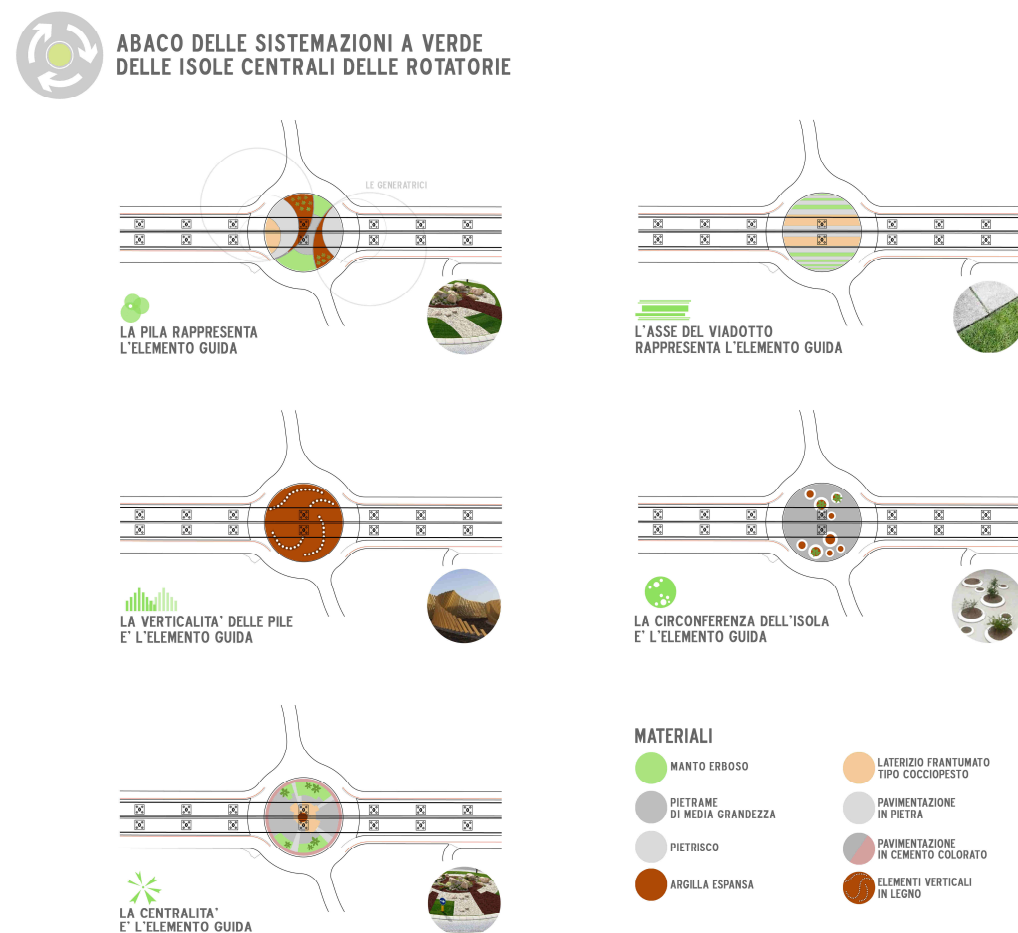 ABACO DELLE SISTEMAZIONI A VERDE
DELLE ISOLE CENTRALI DELLE ROTATORIE
LE GENERATRICI
LA PILA RAPPRESENTA
L'ELEMENTO GUIDA
L'ASSE DEL VIADOTTO
RAPPRESENTA L'ELEMENTO GUIDA
LA VERTICALITA' DELLE PILE
E' L'ELEMENTO GUIDA
LA CIRCONFERENZA DELL'ISOLA
E' L'ELEMENTO GUIDA
LA CENTRALITA'
E' L'ELEMENTO GUIDA
MATERIALI
MANTO ERBOSO
PIETRAME
DI MEDIA GRANDEZZA
PIETRISCO
ARGILLA ESPANSA
LATERIZIO FRANTUMATO
TIPO COCCIOPESTO
PAVIMENTAZIONE
IN PIETRA
PAVIMENTAZIONE
IN CEMENTO COLORATO
ELEMENTI VERTICALI
IN LEGNO